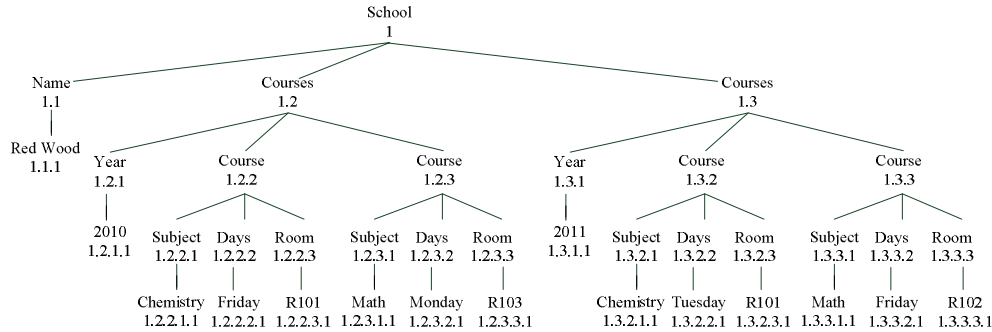 School
1
Name
1.1
Courses
1.2
Courses
1.3
Red Wood
1.1.1
Year
1.2.1
Course
1.2.2
Course
1.2.3
Year
1.3.1
Course
1.3.2
Course
1.3.3
2010
1.2.1.1
Subject
1.2.2.1
Days
1.2.2.2
Room
1.2.2.3
Subject
1.2.3.1
Days
1.2.3.2
Room
1.2.3.3
2011
1.3.1.1
Subject
1.3.2.1
Days
1.3.2.2
Room
1.3.2.3
Subject
1.3.3.1
Days
1.3.3.2
Room
1.3.3.3
Chemistry
1.2.2.1.1
Friday
1.2.2.2.1
R101
1.2.2.3.1
Math
1.2.3.1.1
Monday
1.2.3.2.1
R103
1.2.3.3.1
Chemistry
1.3.2.1.1
Tuesday
1.3.2.2.1
R101
1.3.2.3.1
Math
1.3.3.1.1
Friday
1.3.3.2.1
R102
1.3.3.3.1